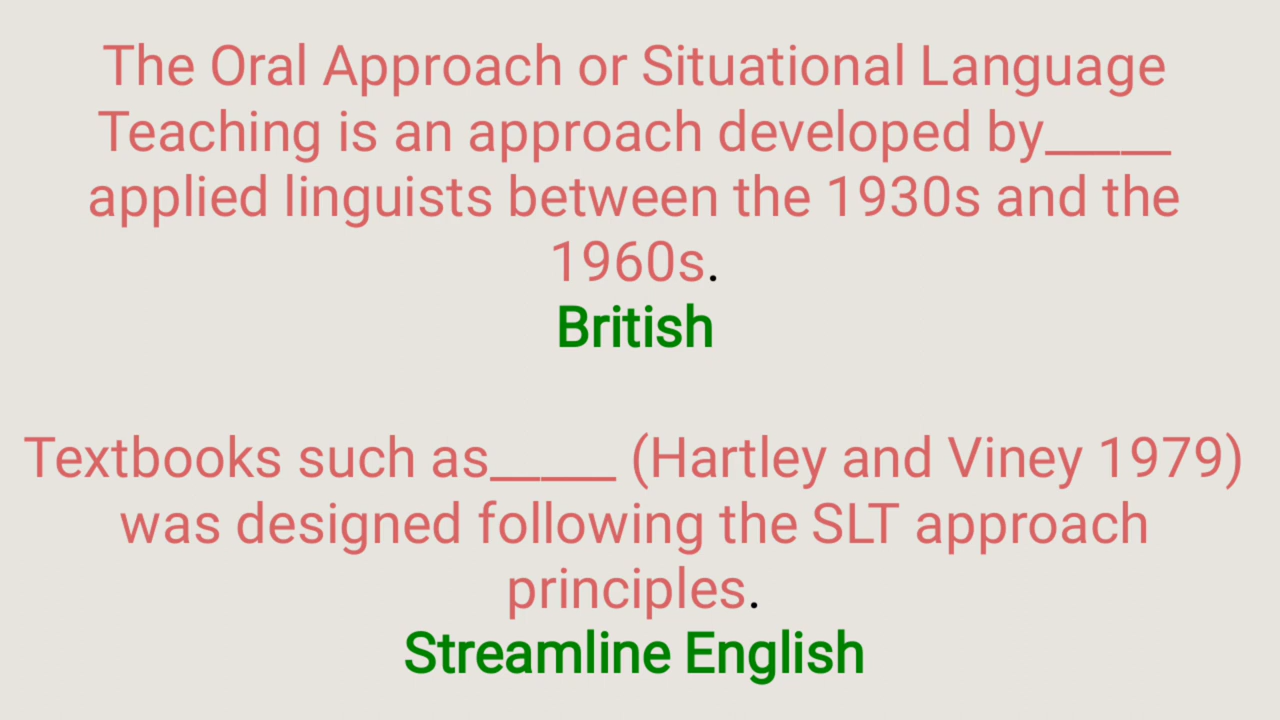 The Oral Approach or Situational Language
Teaching is an approach developed by_____
applied linguists between the 1930s and the
1960s.
British
Textbooks such as_____ (Hartley and Viney 1979)
was designed following the SLT approach
principles.
Streamline English